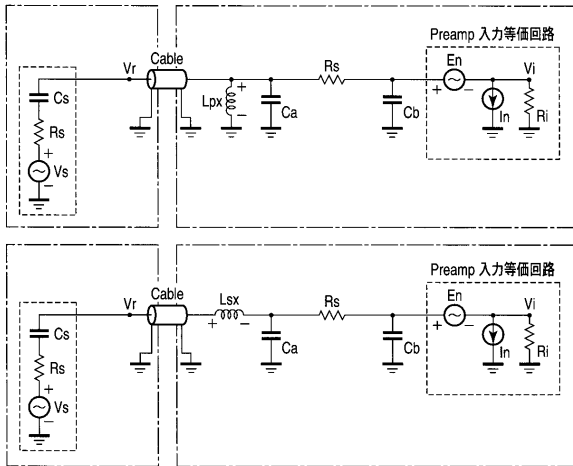 Preamp 入力等価回路
Vr
Cable
Rs
En
Vi
+
-
Cs
Lpx
+
-
Ca
Cb
In
Ri
Rs
+
Vs
-
Preamp 入力等価回路
Vr
Cable
Lsx
+
-
Rs
En
Vi
+
-
Cs
Ca
Cb
In
Ri
Rs
+
Vs
-